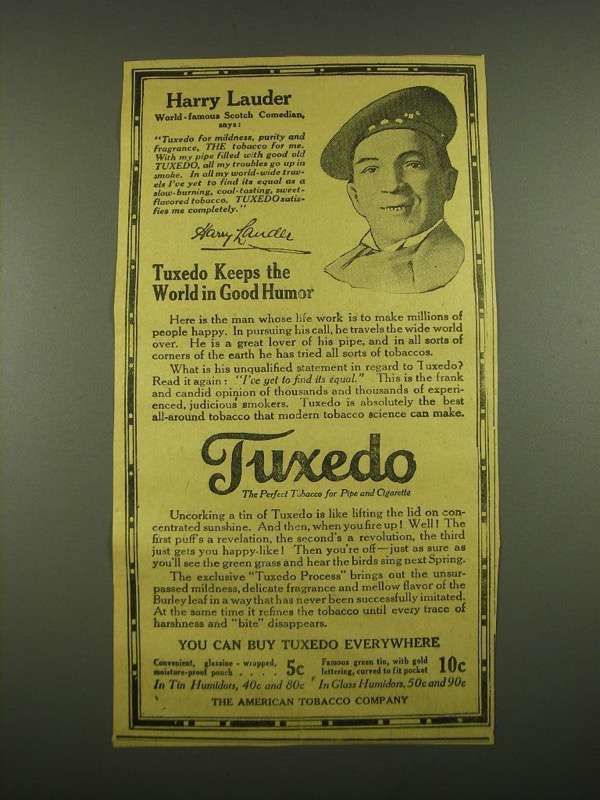 Harry Lauder
World-famous Scotch Comedian,
says:
"Tuxedo for mildness, purity and
fragrance, THE tobacco for me.
With my pipe filled with good old
TUXEDO, all my troubles go up in
smoke. In all my world-wide trav-
els I've yet to find its equal as a
slow-burning, cool-tasting, sweet-
flavored tobacco. TUXEDO satis-
fies me completely."
Harry Lauder
Tuxedo Keeps the
World in Good Humor
Here is the man whose life work is to make millions of
people happy. In pursuing his call, he travels the wide world
over. He is a great lover of his pipe, and in all sorts of
corners of the earth he has tried all sorts of tobaccos.
What is his unqualified statement in regard to Tuxedo?
Read it again: "I've yet to find its equal." This is the frank
and candid opinion of thousands and thousands of experi-
enced, judicious smokers. Tuxedo is absolutely the best
all-around tobacco that modern tobacco science can make.
Tuxedo
The Perfect Tobacco for Pipe and Cigarette
Uncorking a tin of Tuxedo is like lifting the lid on con-
centrated sunshine. And then, when you fire up! Well! The
first puff's a revelation, the second's a revolution, the third
just gets you happy-like! Then you're off—just as sure as
you'll see the green grass and hear the birds sing next Spring.
The exclusive "Tuxedo Process" brings out the unsur-
passed mildness, delicate fragrance and mellow flavor of the
Burley leaf in a way that has never been successfully imitated.
At the same time it refines the tobacco until every trace of
harshness and "bite" disappears.
YOU CAN BUY TUXEDO EVERYWHERE
Convenient, glassine-wrapped, moisture-proof pouch . . . . 5c
Famous green tin, with gold lettering, curved to fit pocket 10c
In Tin Humidors, 40c and 80c In Glass Humidors, 50c and 90c
THE AMERICAN TOBACCO COMPANY